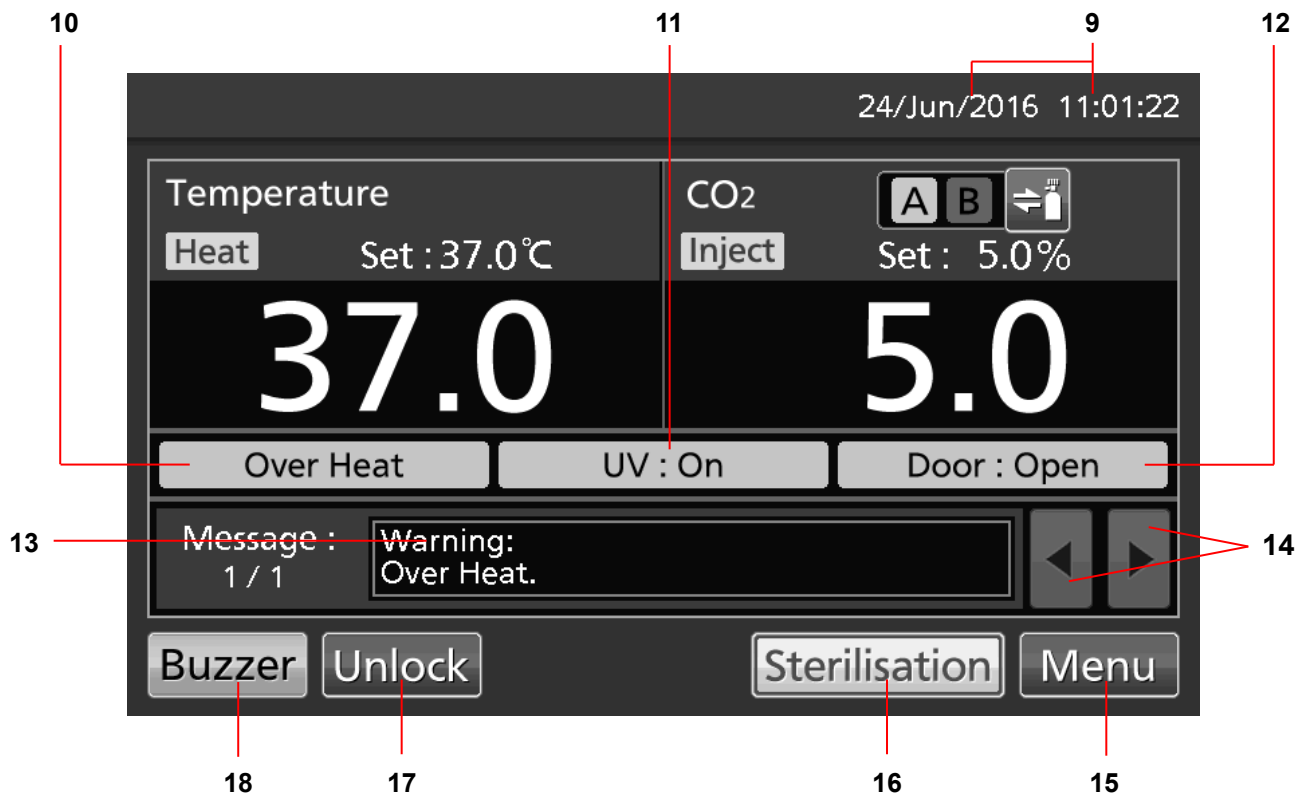 10 11 9 12
24/Jun/2016 11:01:22
Temperature
Heat Set : 37.0℃
37.0
CO2 A B
Inject Set : 5.0%
5.0
Over Heat UV : On Door : Open
13 Message : 1 / 1
Warning:
Over Heat.
14
Buzzer Unlock Sterilisation Menu
18 17 16 15